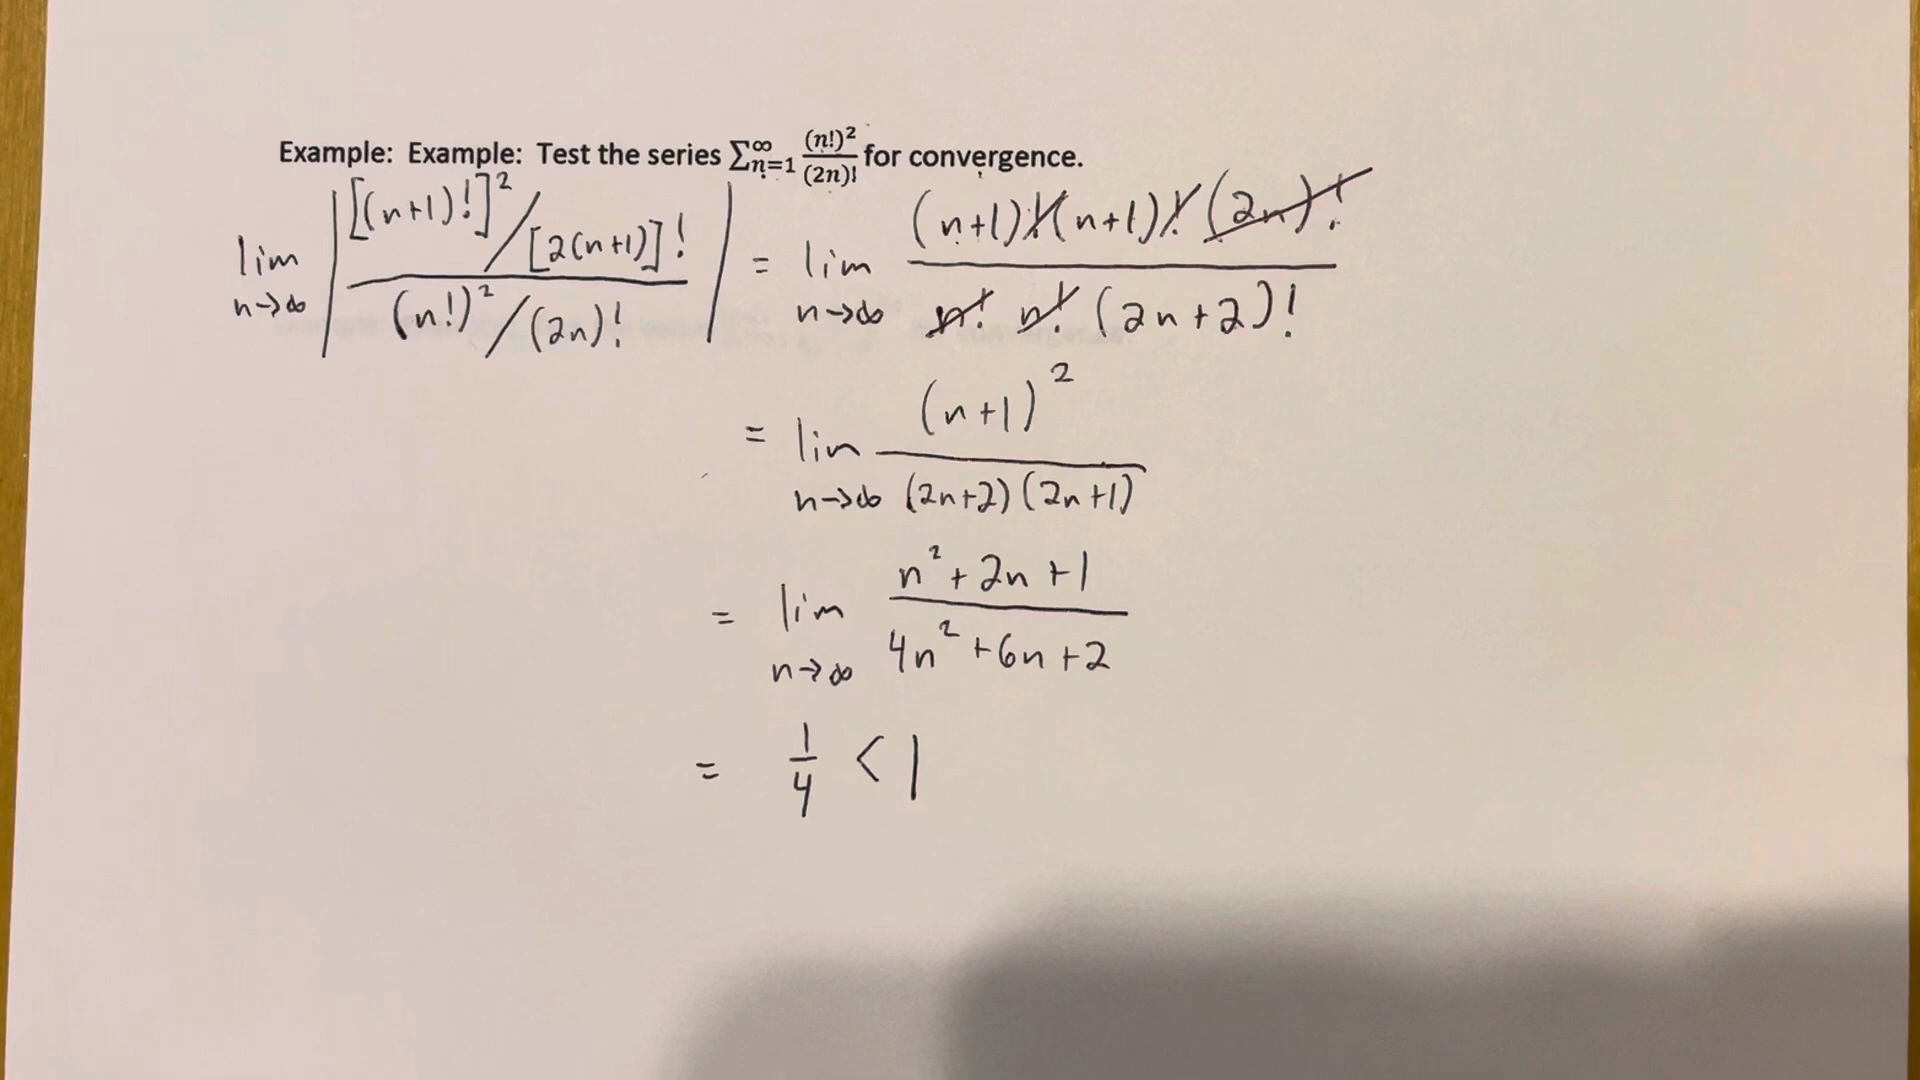 Example: Example: Test the series ∑_{n=1}^{∞} (n!)²/(2n)! for convergence.
lim_{n→∞} | ([(n+1)!]² / [2(n+1)]!) / ((n!)² / (2n)!) | = lim_{n→∞} ((n+1)! (n+1)! (2n)!) / (n! n! (2n+2)!)
= lim_{n→∞} (n+1)² / ((2n+2)(2n+1))
= lim_{n→∞} (n²+2n+1) / (4n²+6n+2)
= 1/4 < 1